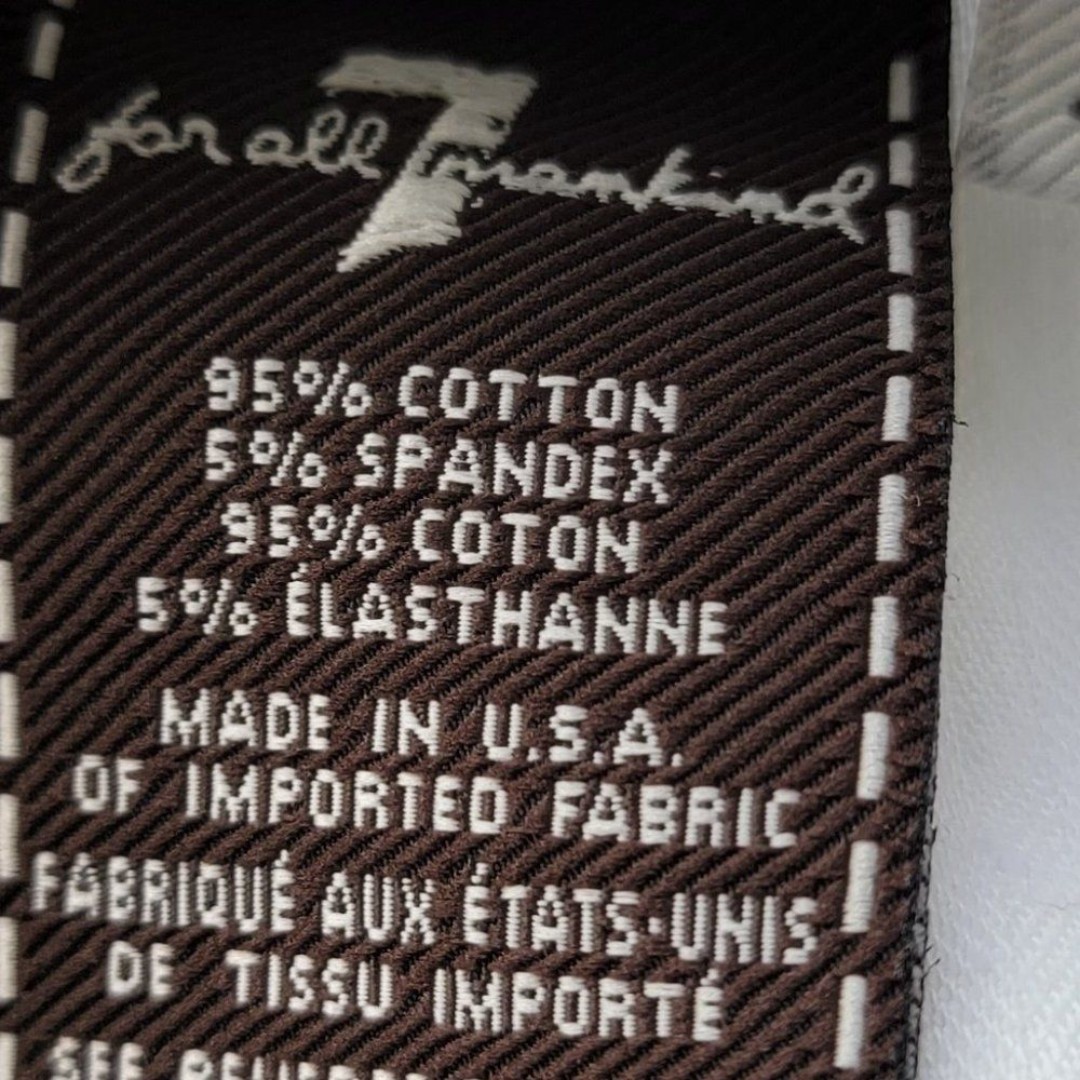 for all 7 mankind
95% COTTON
5% SPANDEX
95% COTON
5% ÉLASTHANNE
MADE IN U.S.A.
OF IMPORTED FABRIC
FABRIQUÉ AUX ÉTATS-UNIS
DE TISSU IMPORTÉ
SEE